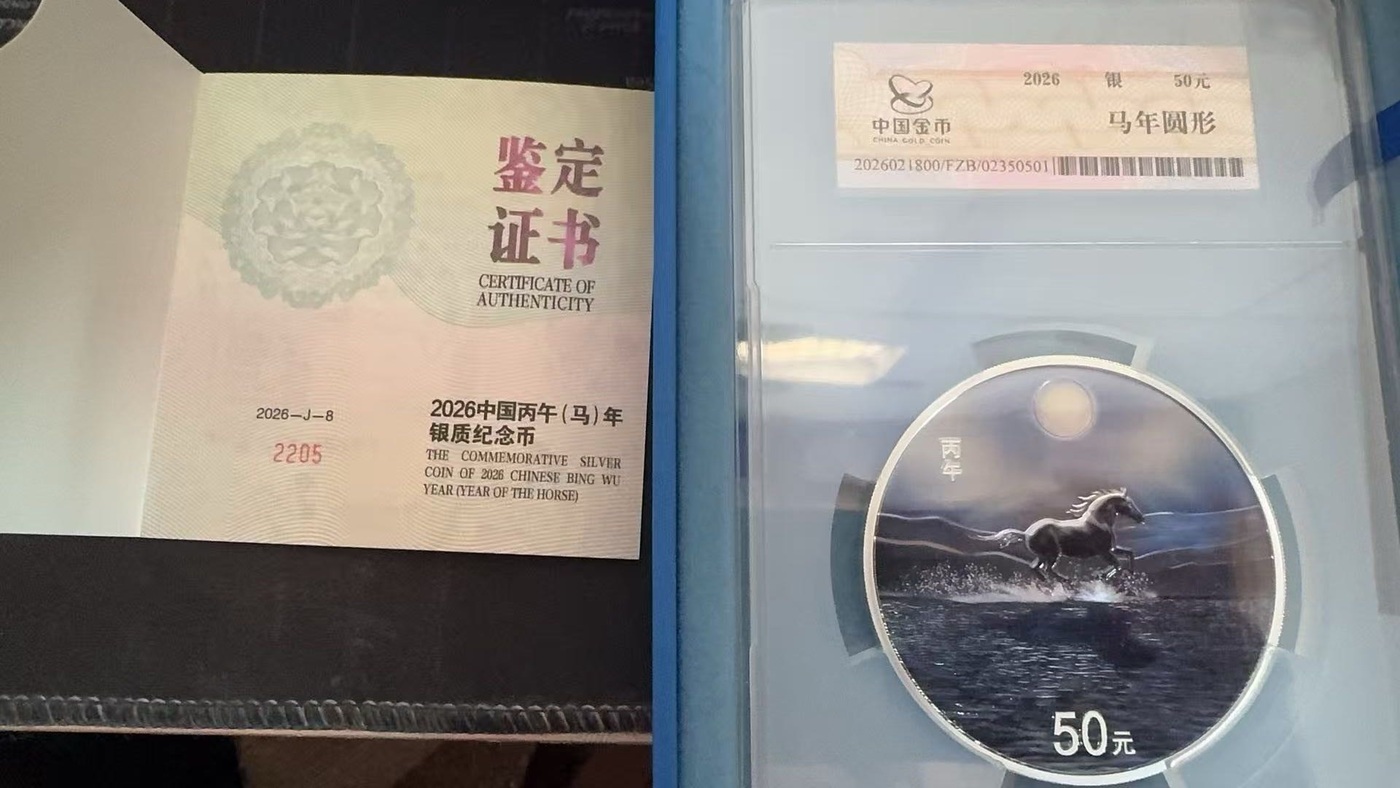 鉴定
证书
CERTIFICATE OF
AUTHENTICITY
2026—J—8
2205
2026中国丙午(马)年
银质纪念币
THE COMMEMORATIVE SILVER
COIN OF 2026 CHINESE BING WU
YEAR (YEAR OF THE HORSE)
2026 银 50元
中国金币
CHINA GOLD COIN
马年圆形
2026021800/FZB/02350501
丙午
50元